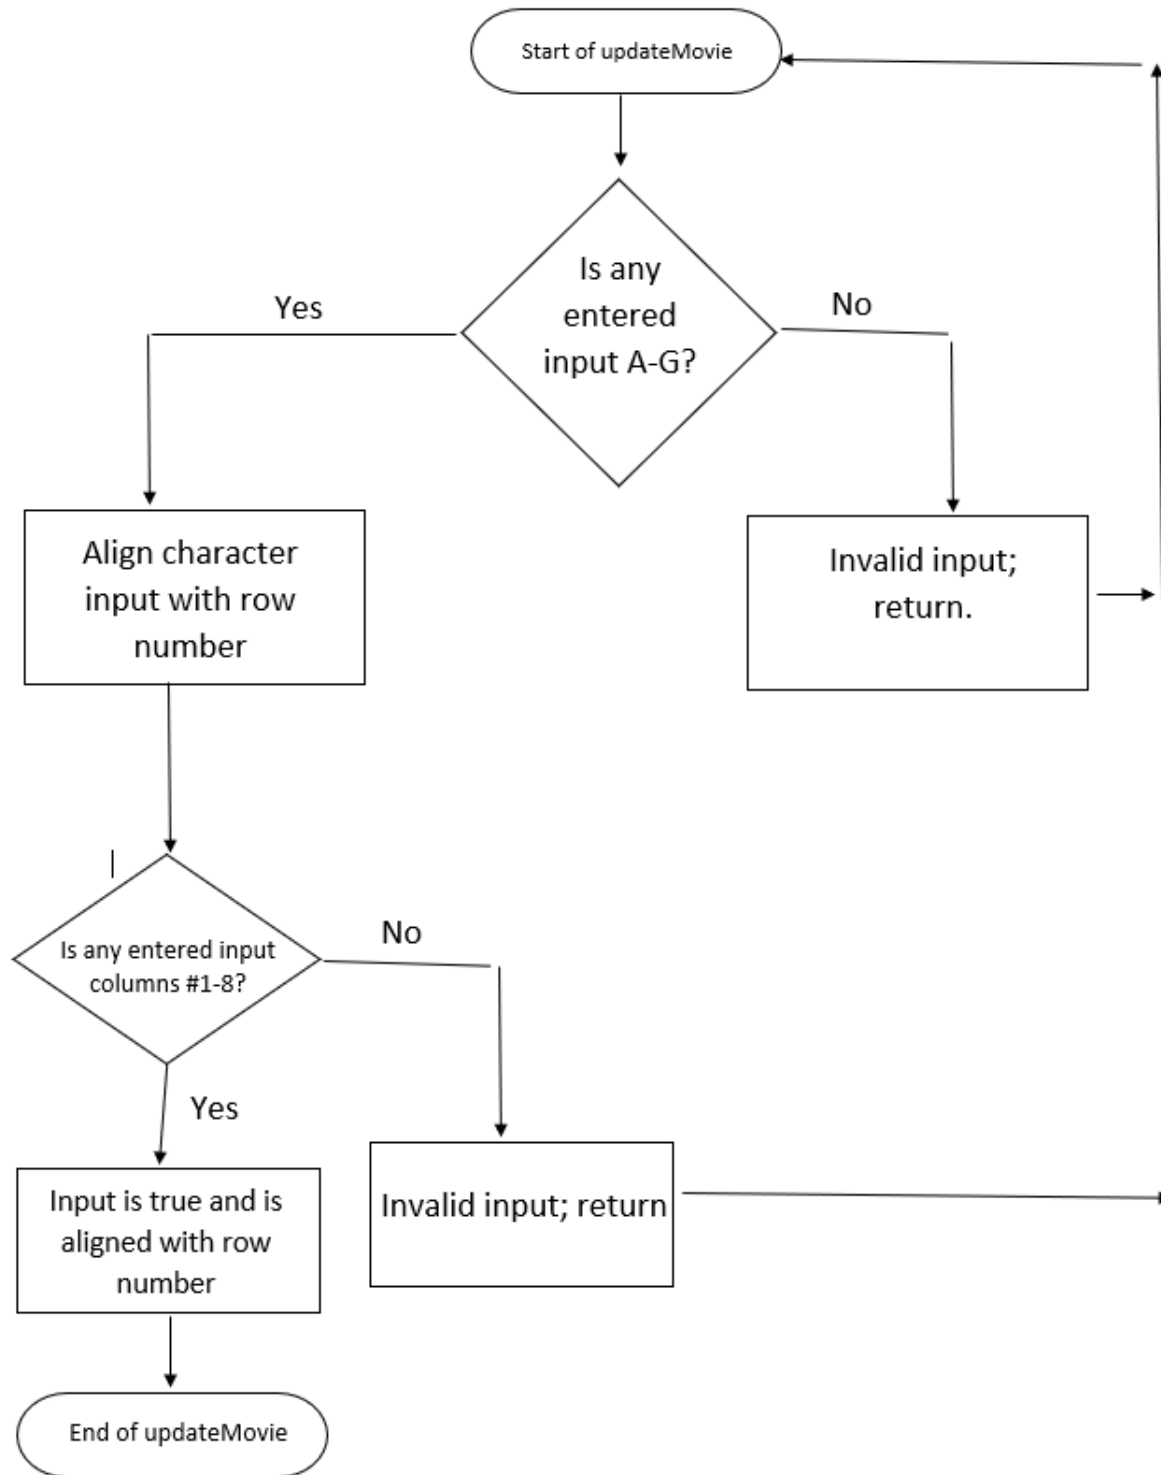 Start of updateMovie
Is any
entered
input A-G?
Yes
No
Align character
input with row
number
Invalid input;
return.
Is any entered input
columns #1-8?
No
Yes
Input is true and is
aligned with row
number
Invalid input; return
End of updateMovie